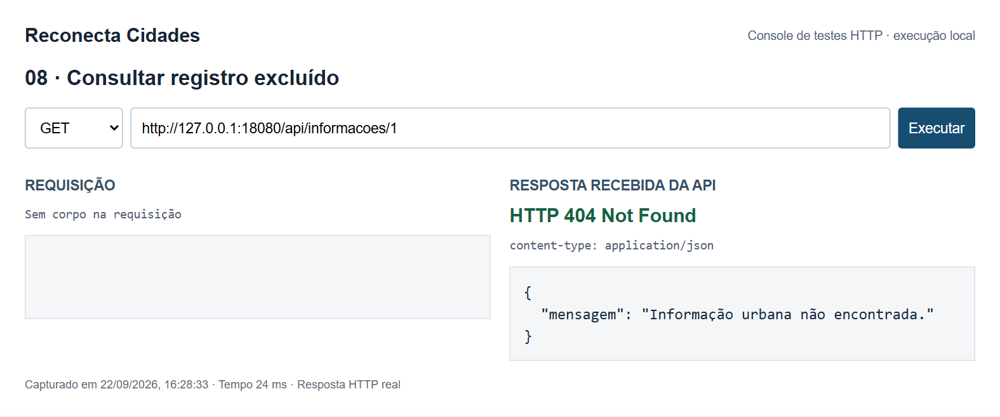 Reconecta Cidades
Console de testes HTTP · execução local
08 · Consultar registro excluído
GET
http://127.0.0.1:18080/api/informacoes/1
Executar
REQUISIÇÃO
Sem corpo na requisição
RESPOSTA RECEBIDA DA API
HTTP 404 Not Found
content-type: application/json
{
"mensagem": "Informação urbana não encontrada."
}
Capturado em 22/09/2026, 16:28:33 · Tempo 24 ms · Resposta HTTP real